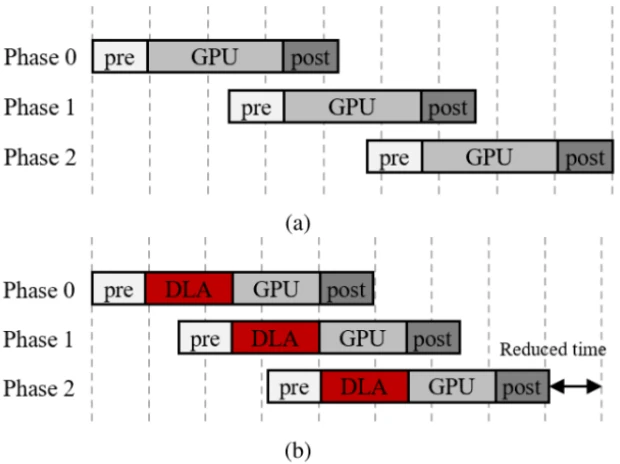 Phase 0 pre GPU post
Phase 1 pre GPU post
Phase 2 pre GPU post
(a)
Phase 0 pre DLA GPU post
Phase 1 pre DLA GPU post
Reduced time
Phase 2 pre DLA GPU post
(b)